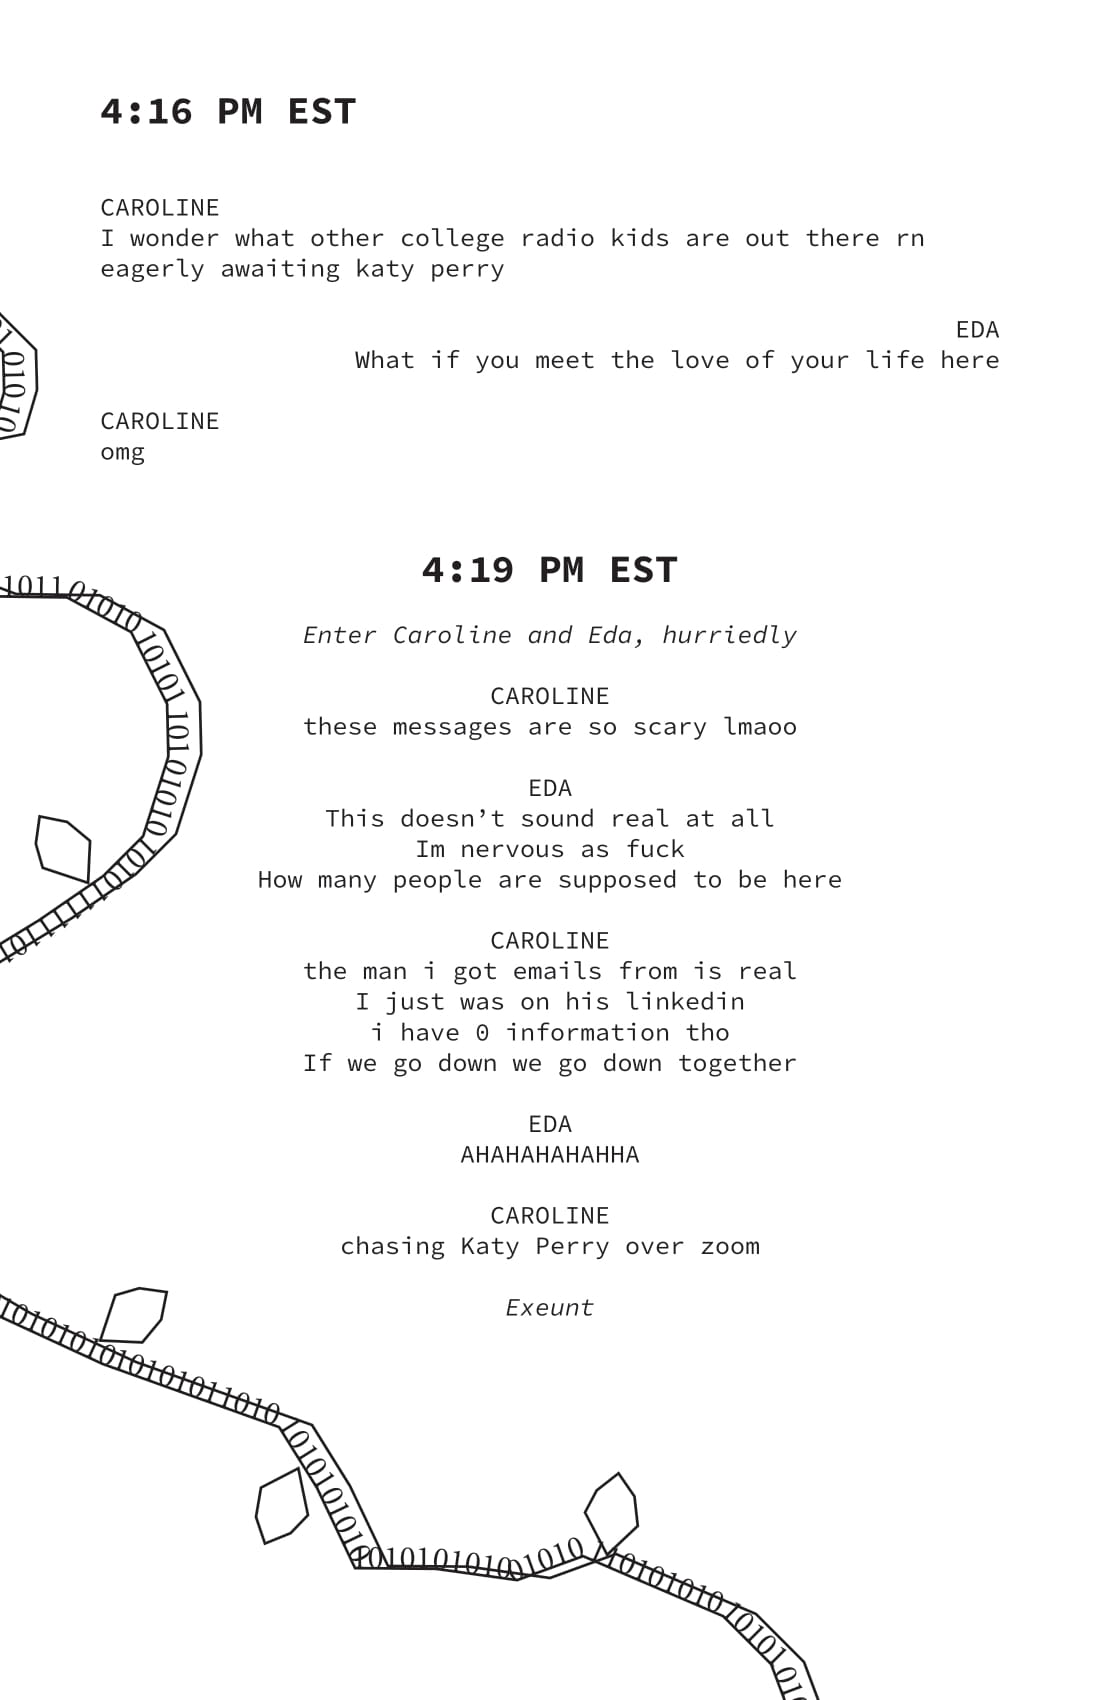 4:16 PM EST
CAROLINE
I wonder what other college radio kids are out there rn
eagerly awaiting katy perry
EDA
What if you meet the love of your life here
CAROLINE
omg
4:19 PM EST
Enter Caroline and Eda, hurriedly
CAROLINE
these messages are so scary lmaoo
EDA
This doesn’t sound real at all
Im nervous as fuck
How many people are supposed to be here
CAROLINE
the man i got emails from is real
I just was on his linkedin
i have 0 information tho
If we go down we go down together
EDA
AHAHAHAHAHHA
CAROLINE
chasing Katy Perry over zoom
Exeunt